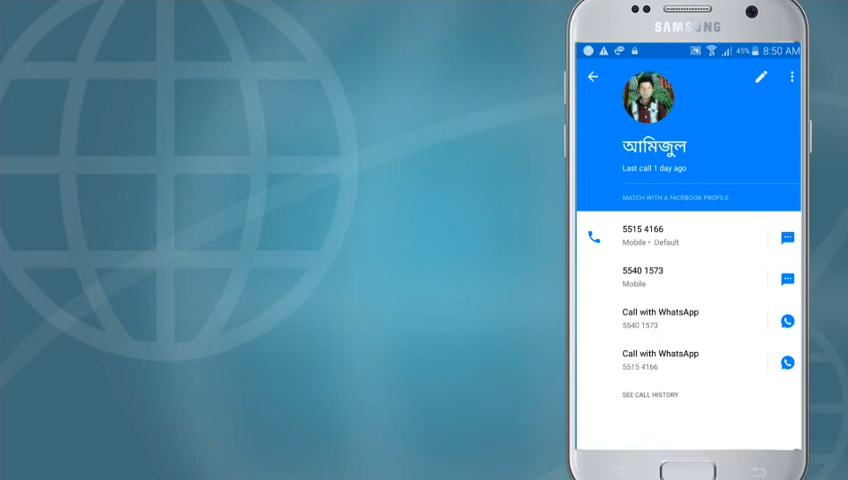 SAMSUNG
45% 8:50 AM
আমিজুল
Last call 1 day ago
MATCH WITH A FACEBOOK PROFILE
5515 4166
Mobile • Default
5540 1573
Mobile
Call with WhatsApp
5540 1573
Call with WhatsApp
5515 4166
SEE CALL HISTORY